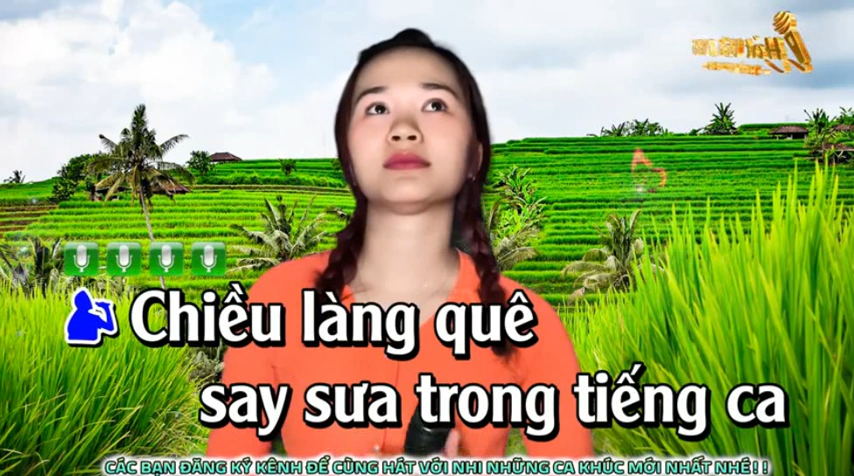 Chiều làng quê
say sưa trong tiếng ca
CÁC BẠN ĐĂNG KÝ KÊNH ĐỂ CÙNG HÁT VỚI NHI NHỮNG CA KHÚC MỚI NHẤT NHÉ ! !